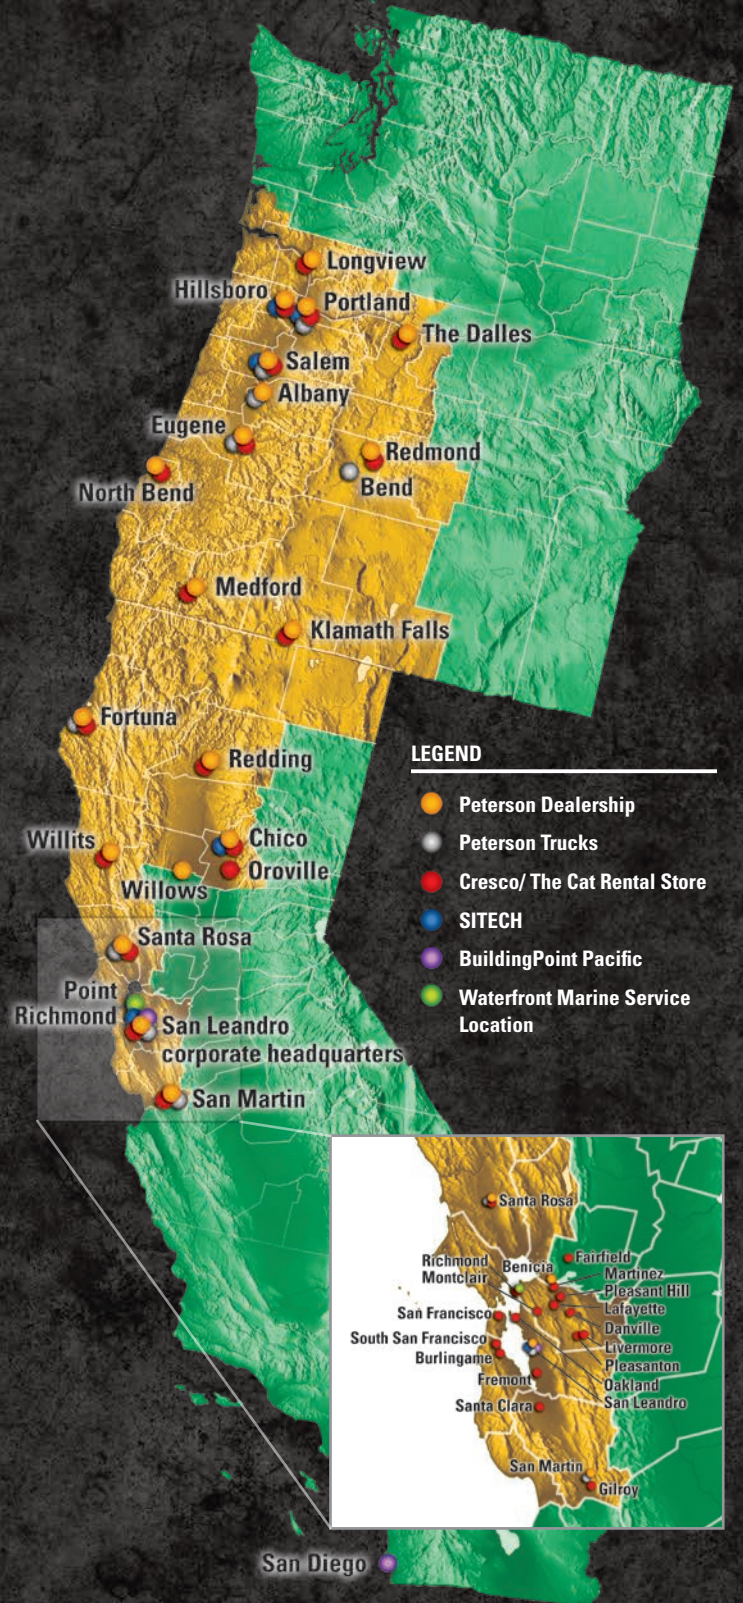 Longview
Hillsboro
Portland
The Dalles
Salem
Albany
Eugene
Redmond
North Bend
Bend
Medford
Klamath Falls
Fortuna
Redding
LEGEND
Peterson Dealership
Peterson Trucks
Cresco/ The Cat Rental Store
SITECH
BuildingPoint Pacific
Waterfront Marine Service
Location
Willits
Chico
Oroville
Willows
Santa Rosa
Point
Richmond
San Leandro
corporate headquarters
San Martin
Santa Rosa
Fairfield
Richmond
Benicia
Montclair
Martinez
Pleasant Hill
Lafayette
San Francisco
Danville
South San Francisco
Livermore
Burlingame
Pleasanton
Fremont
Oakland
San Leandro
Santa Clara
San Martin
Gilroy
San Diego